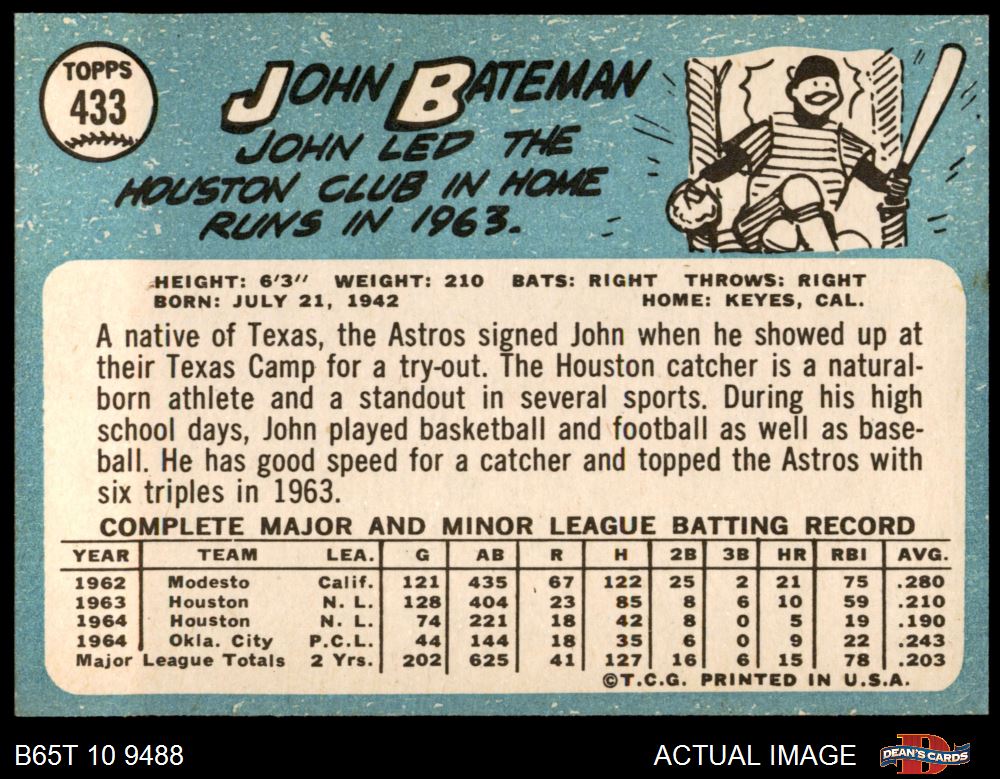 TOPPS
433
JOHN BATEMAN
JOHN LED THE
HOUSTON CLUB IN HOME
RUNS IN 1963.
HEIGHT: 6'3" WEIGHT: 210 BATS: RIGHT THROWS: RIGHT
BORN: JULY 21, 1942 HOME: KEYES, CAL.
A native of Texas, the Astros signed John when he showed up at
their Texas Camp for a try-out. The Houston catcher is a natural-
born athlete and a standout in several sports. During his high
school days, John played basketball and football as well as base-
ball. He has good speed for a catcher and topped the Astros with
six triples in 1963.
COMPLETE MAJOR AND MINOR LEAGUE BATTING RECORD
YEAR TEAM LEA. G AB R H 2B 3B HR RBI AVG.
1962 Modesto Calif. 121 435 67 122 25 2 21 75 .280
1963 Houston N. L. 128 404 23 85 8 6 10 59 .210
1964 Houston N. L. 74 221 18 42 8 0 5 19 .190
1964 Okla. City P.C.L. 44 144 18 35 6 0 9 22 .243
Major League Totals 2 Yrs. 202 625 41 127 16 6 15 78 .203
©T.C.G. PRINTED IN U.S.A.
B65T 10 9488 ACTUAL IMAGE DEAN'S CARDS